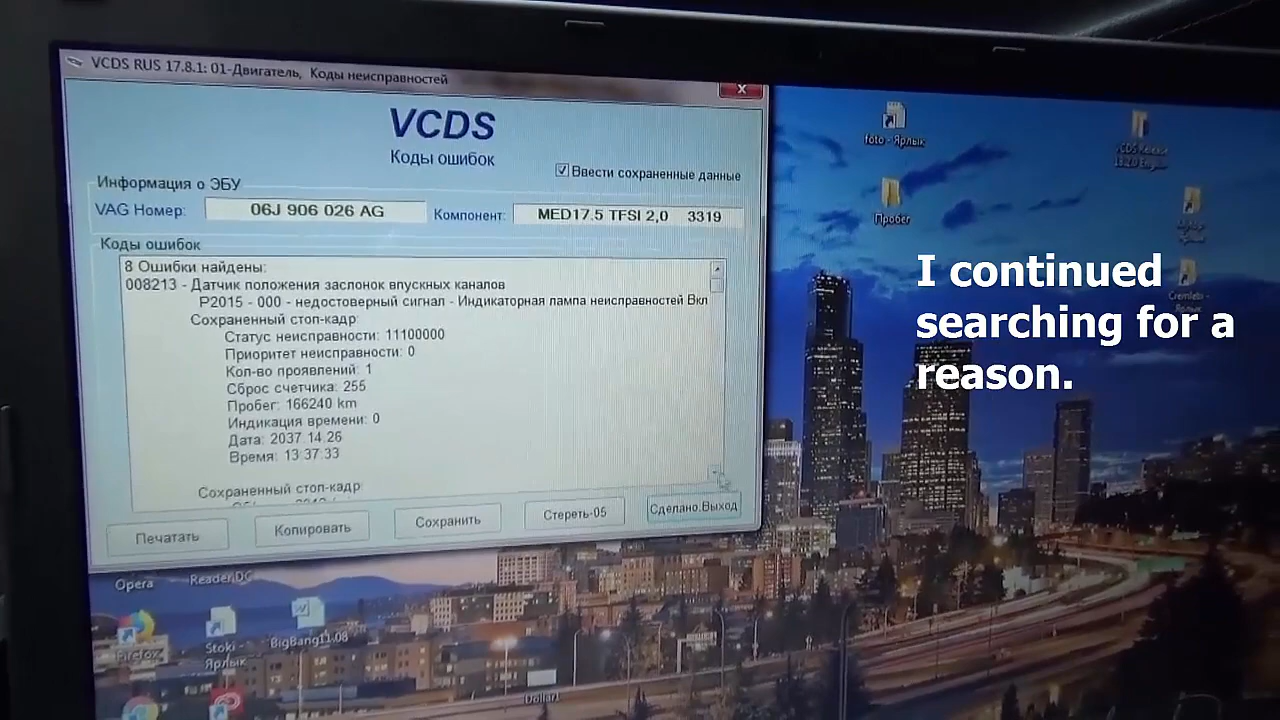 VCDS RUS 17.8.1: 01-Двигатель, Коды неисправностей
VCDS
Коды ошибок
Ввести сохраненные данные
Информация о ЭБУ
VAG Номер: 06J 906 026 AG Компонент: MED17.5 TFSI 2,0 3319
Коды ошибок
8 Ошибки найдены:
008213 - Датчик положения заслонок впускных каналов
P2015 - 000 - недостоверный сигнал - Индикаторная лампа неисправностей Вкл
Сохраненный стоп-кадр:
Статус неисправности: 11100000
Приоритет неисправности: 0
Кол-во проявлений: 1
Сброс счетчика: 255
Пробег: 166240 km
Индикация времени: 0
Дата: 2037.14.26
Время: 13:37:33
Сохраненный стоп-кадр:
Печатать
Копировать
Сохранить
Стереть-05
Сделано.Выход
foto - Ярлык
Пробег
VCDS
I continued
searching for a
reason.
Opera
Reader DC
Firefox
Stoki -
Ярлык
BigBang11.08
Dollar1